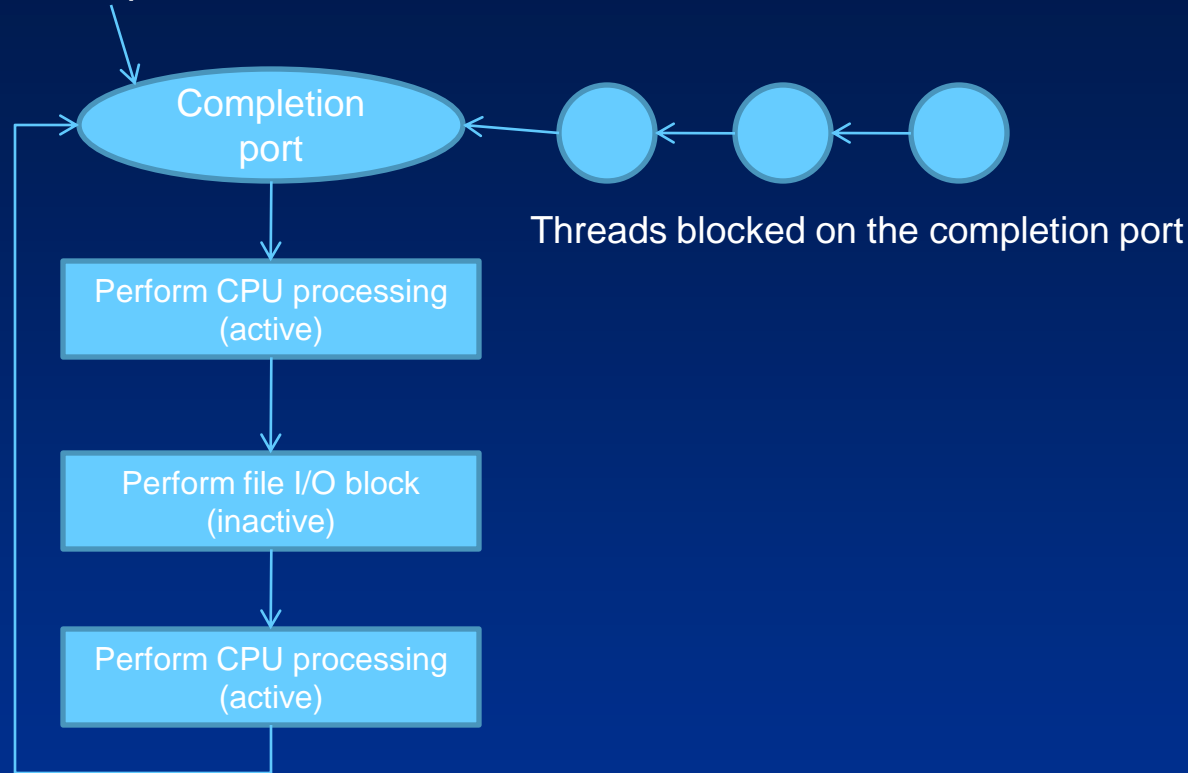 Completion
port
Threads blocked on the completion port
Perform CPU processing
(active)
Perform file I/O block
(inactive)
Perform CPU processing
(active)